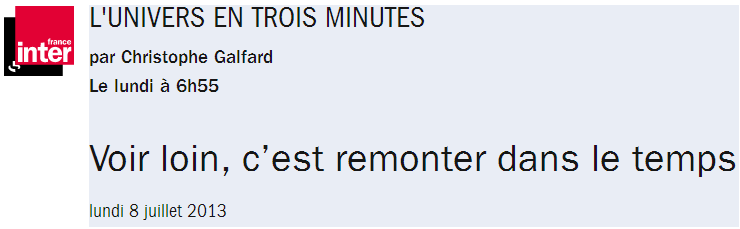 france
inter
L'UNIVERS EN TROIS MINUTES
par Christophe Galfard
Le lundi à 6h55
Voir loin, c’est remonter dans le temps
lundi 8 juillet 2013